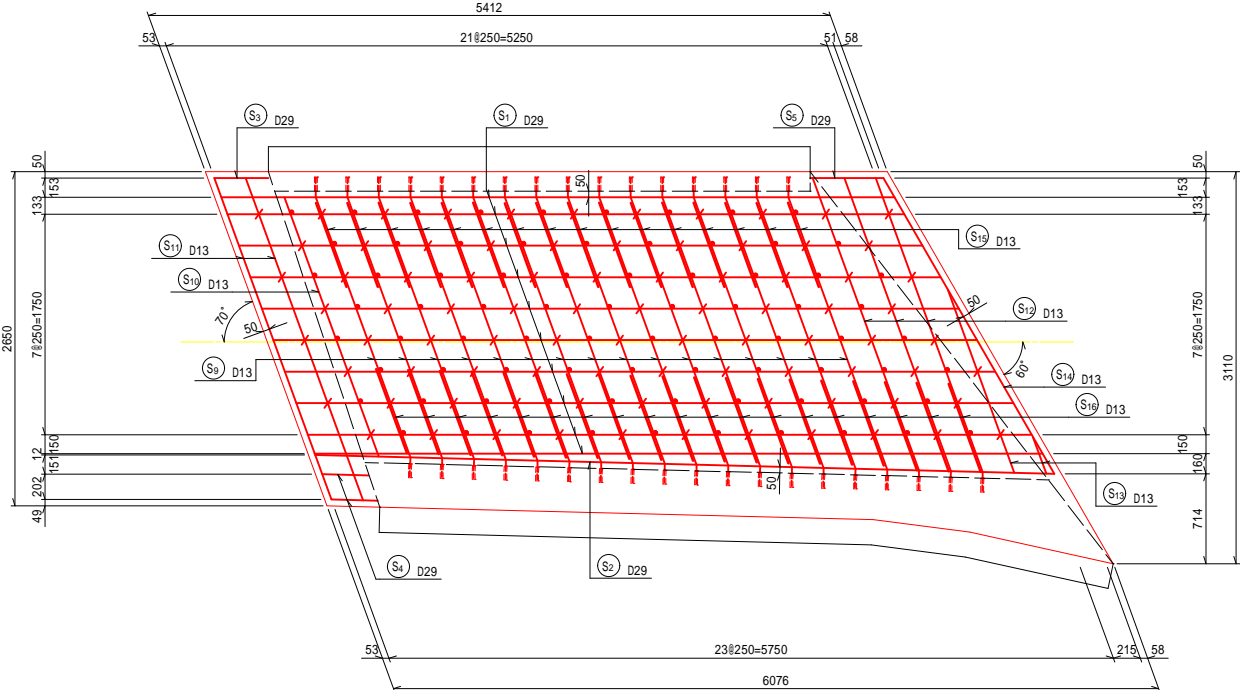 5412
53
21@250=5250
51
58
S3 D29
S1 D29
S5 D29
50
153
133
50
50
153
133
S11 D13
S15 D13
S10 D13
70°
50
50
S12 D13
2650
7@250=1750
7@250=1750
3110
S9 D13
60°
S14 D13
S16 D13
150
12
151
202
49
150
160
714
50
S13 D13
S4 D29
S2 D29
53
23@250=5750
215
58
6076